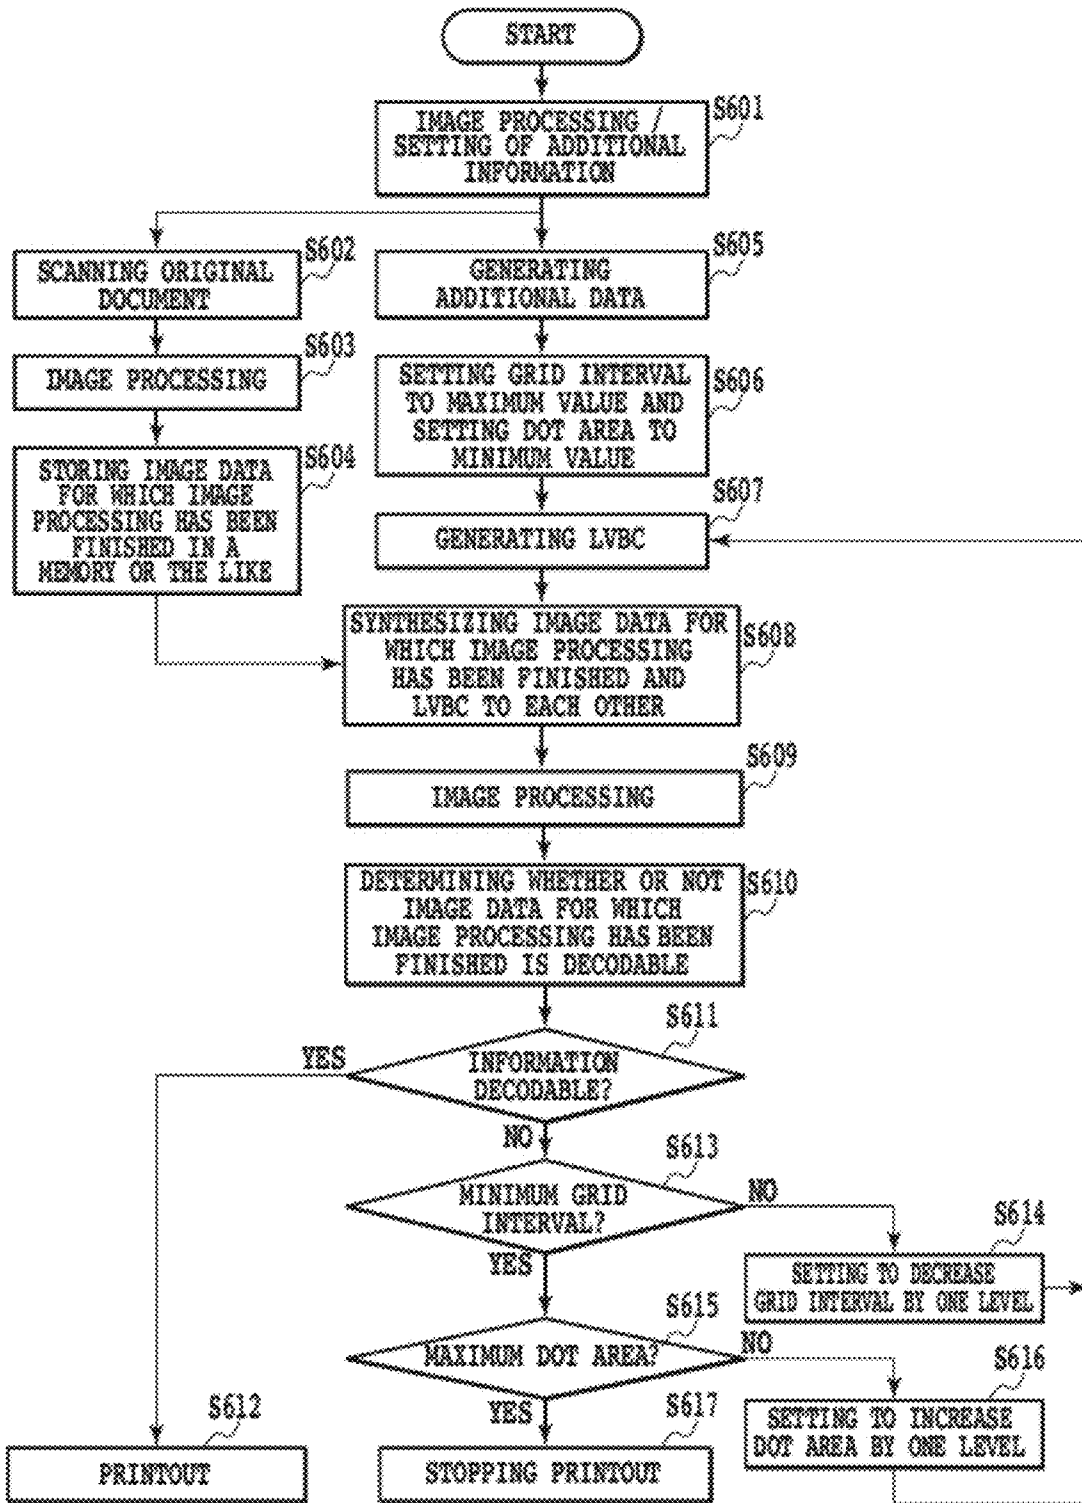 START
IMAGE PROCESSING /
SETTING OF ADDITIONAL
INFORMATION
S601
SCANNING ORIGINAL
DOCUMENT
S602
IMAGE PROCESSING
S603
STORING IMAGE DATA
FOR WHICH IMAGE
PROCESSING HAS BEEN
FINISHED IN A
MEMORY OR THE LIKE
S604
GENERATING
ADDITIONAL DATA
S605
SETTING GRID INTERVAL
TO MAXIMUM VALUE AND
SETTING DOT AREA TO
MINIMUM VALUE
S606
GENERATING LVBC
S607
SYNTHESIZING IMAGE DATA FOR
WHICH IMAGE PROCESSING
HAS BEEN FINISHED AND
LVBC TO EACH OTHER
S608
IMAGE PROCESSING
S609
DETERMINING WHETHER OR NOT
IMAGE DATA FOR WHICH
IMAGE PROCESSING HAS BEEN
FINISHED IS DECODABLE
S610
INFORMATION
DECODABLE?
S611
YES
NO
MINIMUM GRID
INTERVAL?
S613
NO
YES
SETTING TO DECREASE
GRID INTERVAL BY ONE LEVEL
S614
MAXIMUM DOT AREA?
S615
NO
YES
SETTING TO INCREASE
DOT AREA BY ONE LEVEL
S616
PRINTOUT
S612
STOPPING PRINTOUT
S617